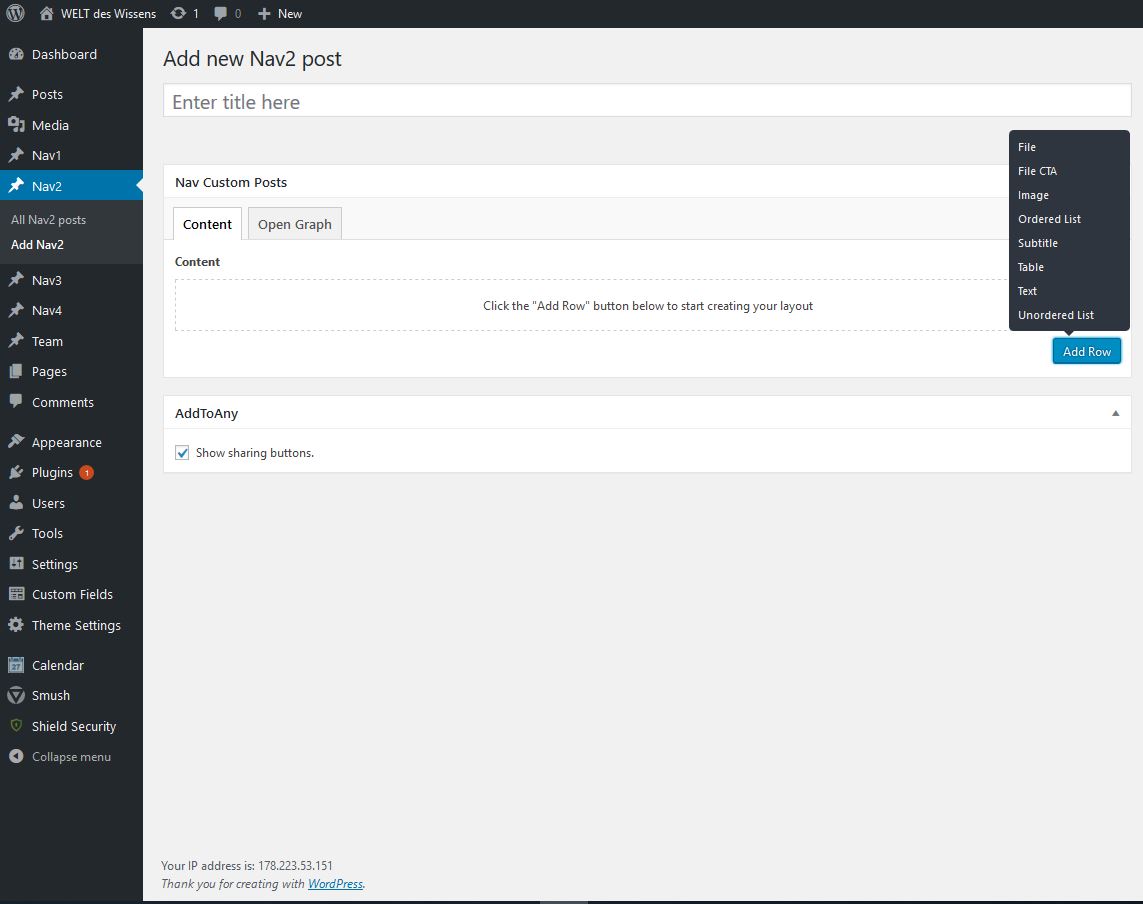 WELT des Wissens 1 0 New
Dashboard
Posts
Media
Nav1
Nav2
All Nav2 posts
Add Nav2
Nav3
Nav4
Team
Pages
Comments
Appearance
Plugins 1
Users
Tools
Settings
Custom Fields
Theme Settings
Calendar
Smush
Shield Security
Collapse menu
Add new Nav2 post
Enter title here
Nav Custom Posts
Content Open Graph
Content
Click the "Add Row" button below to start creating your layout
File
File CTA
Image
Ordered List
Subtitle
Table
Text
Unordered List
Add Row
AddToAny
Show sharing buttons.
Your IP address is: 178.223.53.151
Thank you for creating with WordPress.